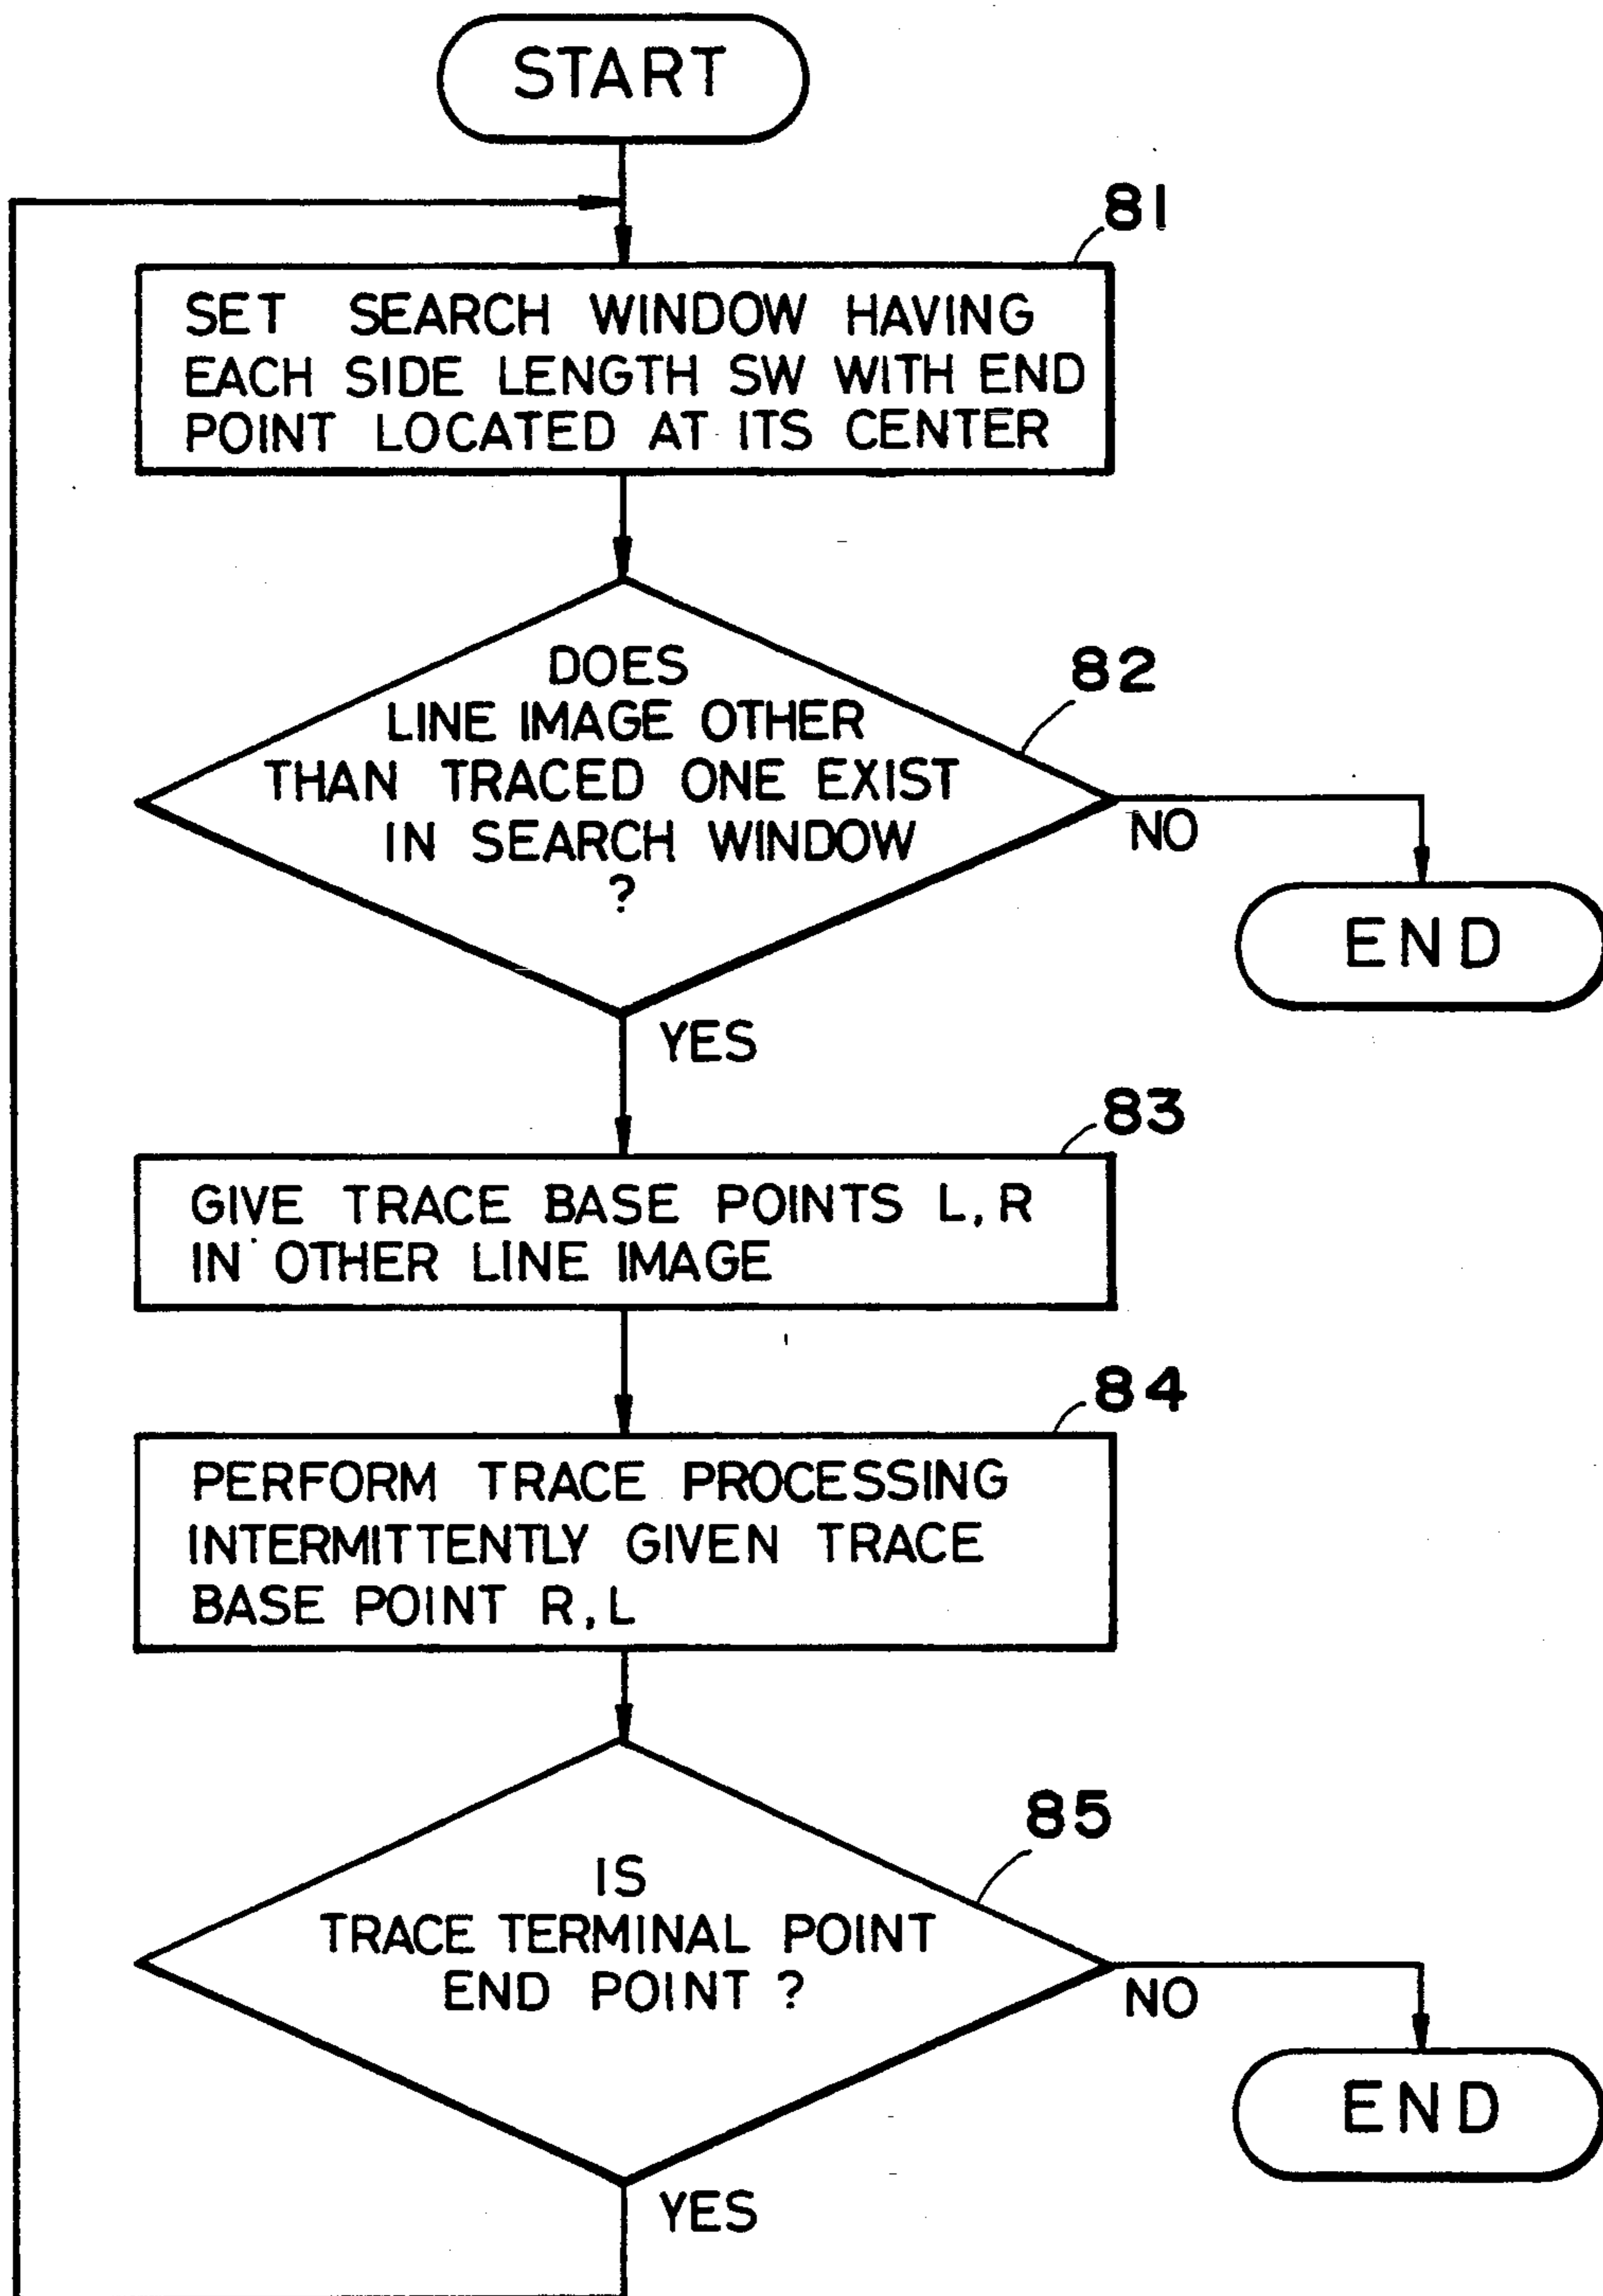 START
81
SET SEARCH WINDOW HAVING
EACH SIDE LENGTH SW WITH END
POINT LOCATED AT ITS CENTER
82
DOES
LINE IMAGE OTHER
THAN TRACED ONE EXIST
IN SEARCH WINDOW
?
NO
END
YES
83
GIVE TRACE BASE POINTS L, R
IN OTHER LINE IMAGE
84
PERFORM TRACE PROCESSING
INTERMITTENTLY GIVEN TRACE
BASE POINT R, L
85
IS
TRACE TERMINAL POINT
END POINT ?
NO
END
YES